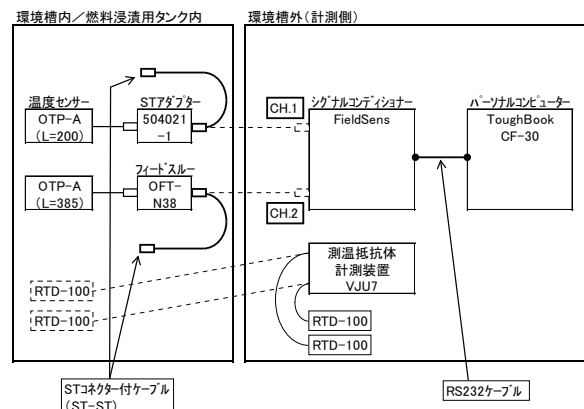 環境槽内/燃料浸漬用タンク内
環境槽外(計測側)
温度センサー
OTP-A
(L=200)
STアダプター
504021
-1
CH.1
シグナルコンディショナー
FieldSens
パーソナルコンピューター
ToughBook
CF-30
OTP-A
(L=385)
フィードスルー
OFT-
N38
CH.2
測温抵抗体
計測装置
VJU7
RTD-100
RTD-100
RTD-100
RTD-100
STコネクター付ケーブル
(ST-ST)
RS232ケーブル